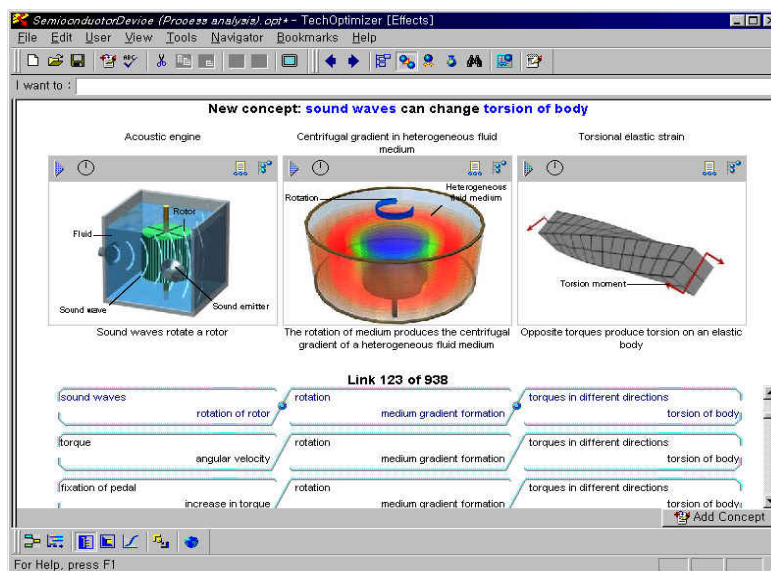 SemiconductorDevice (Process analysis).opt* - TechOptimizer [Effects]
File Edit User View Tools Navigator Bookmarks Help
I want to :
New concept: sound waves can change torsion of body
Acoustic engine
Centrifugal gradient in heterogeneous fluid medium
Torsional elastic strain
Fluid
Rotor
Sound wave
Sound emitter
Rotation
Heterogeneous
fluid medium
Torsion moment
Sound waves rotate a rotor
The rotation of medium produces the centrifugal
gradient of a heterogeneous fluid medium
Opposite torques produce torsion on an elastic
body
Link 123 of 938
sound waves
rotation of rotor
rotation
medium gradient formation
torques in different directions
torsion of body
torque
angular velocity
rotation
medium gradient formation
torques in different directions
torsion of body
fixation of pedal
increase in torque
rotation
medium gradient formation
torques in different directions
torsion of body
Add Concept
For Help, press F1